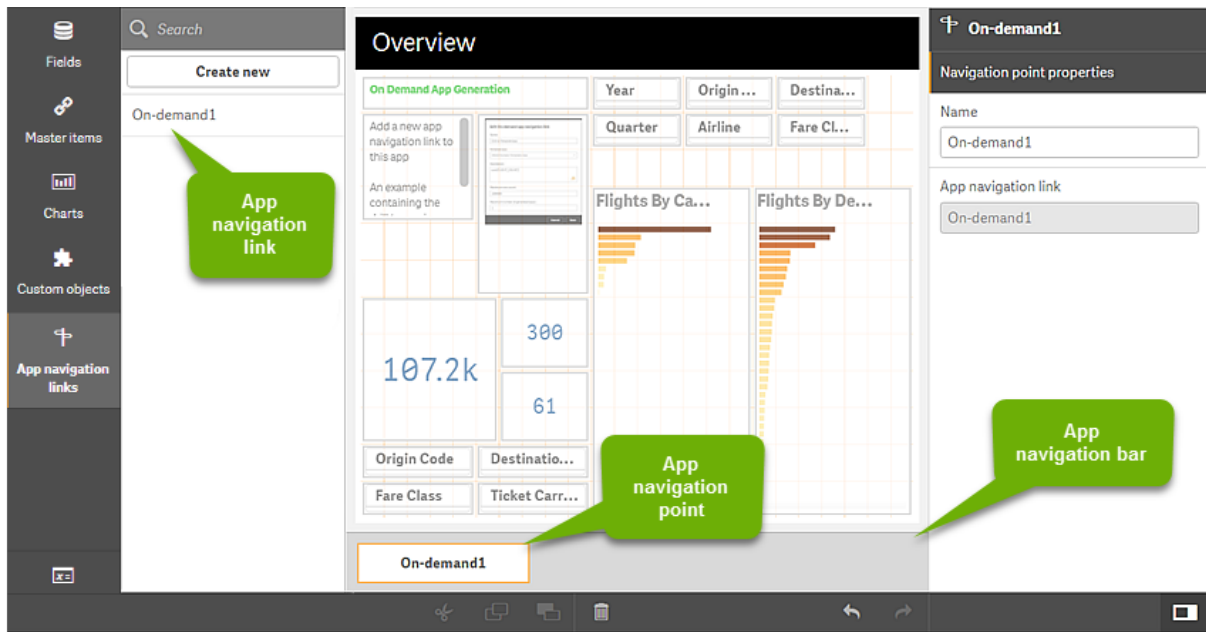 Fields
Master items
Charts
Custom objects
App navigation
links
Search
Create new
On-demand1
App
navigation
link
Overview
On Demand App Generation
Add a new app
navigation link to
this app
An example
containing the
Year
Origin ...
Destina...
Quarter
Airline
Fare Cl...
Flights By Ca...
Flights By De...
107.2k
300
61
Origin Code
Destinatio...
Fare Class
Ticket Carr...
App
navigation
point
App
navigation bar
On-demand1
On-demand1
Navigation point properties
Name
On-demand1
App navigation link
On-demand1